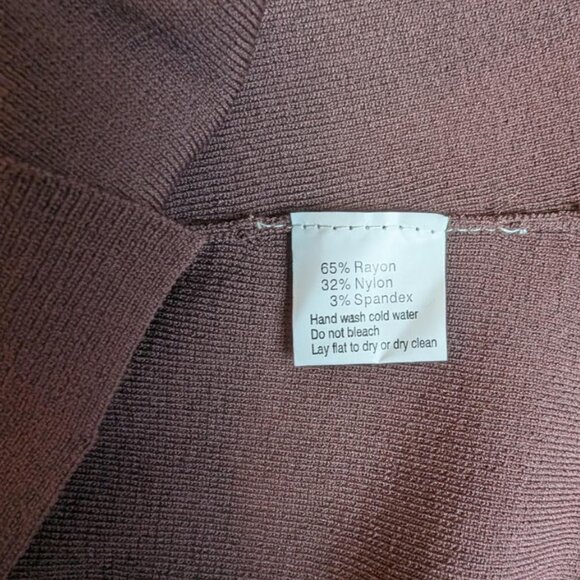 65% Rayon
32% Nylon
3% Spandex
Hand wash cold water
Do not bleach
Lay flat to dry or dry clean